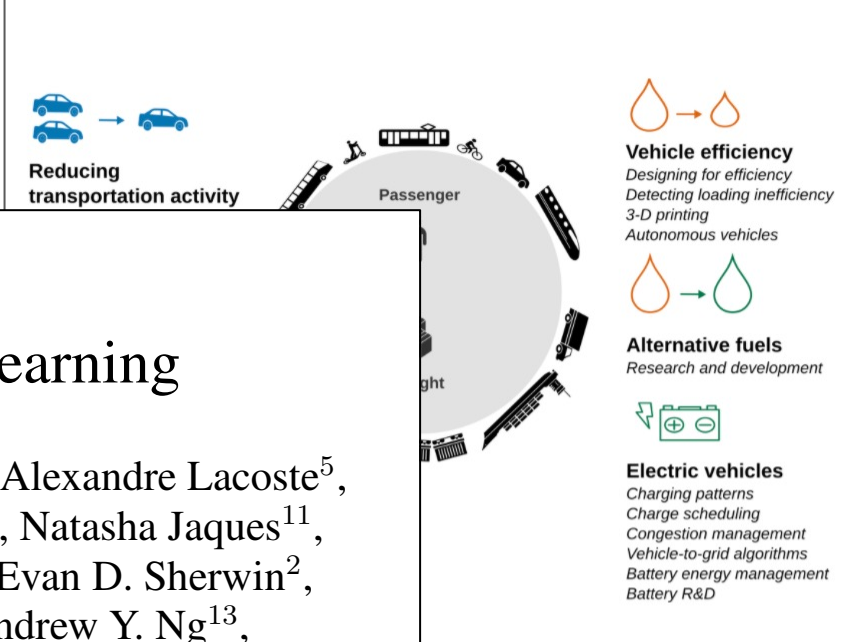 Reducing
transportation activity
Passenger
Vehicle efficiency
Designing for efficiency
Detecting loading inefficiency
3-D printing
Autonomous vehicles
Alternative fuels
Research and development
Electric vehicles
Charging patterns
Charge scheduling
Congestion management
Vehicle-to-grid algorithms
Battery energy management
Battery R&D
earning
Alexandre Lacoste⁵,
, Natasha Jaques¹¹,
Evan D. Sherwin²,
ndrew Y. Ng¹³,
ght